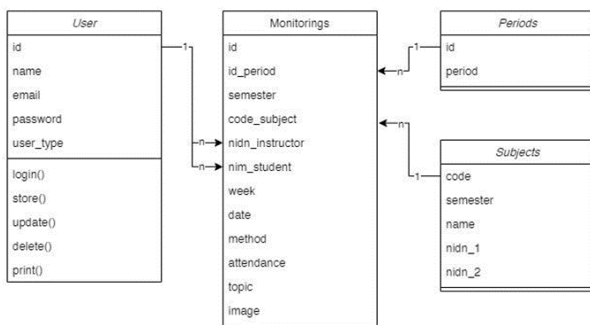 User
id
name
email
password
user_type
login()
store()
update()
delete()
print()
1
n
n
Monitorings
id
id_period
semester
code_subject
nidn_instructor
nim_student
week
date
method
attendance
topic
image
1
n
Periods
id
period
n
1
Subjects
code
semester
name
nidn_1
nidn_2